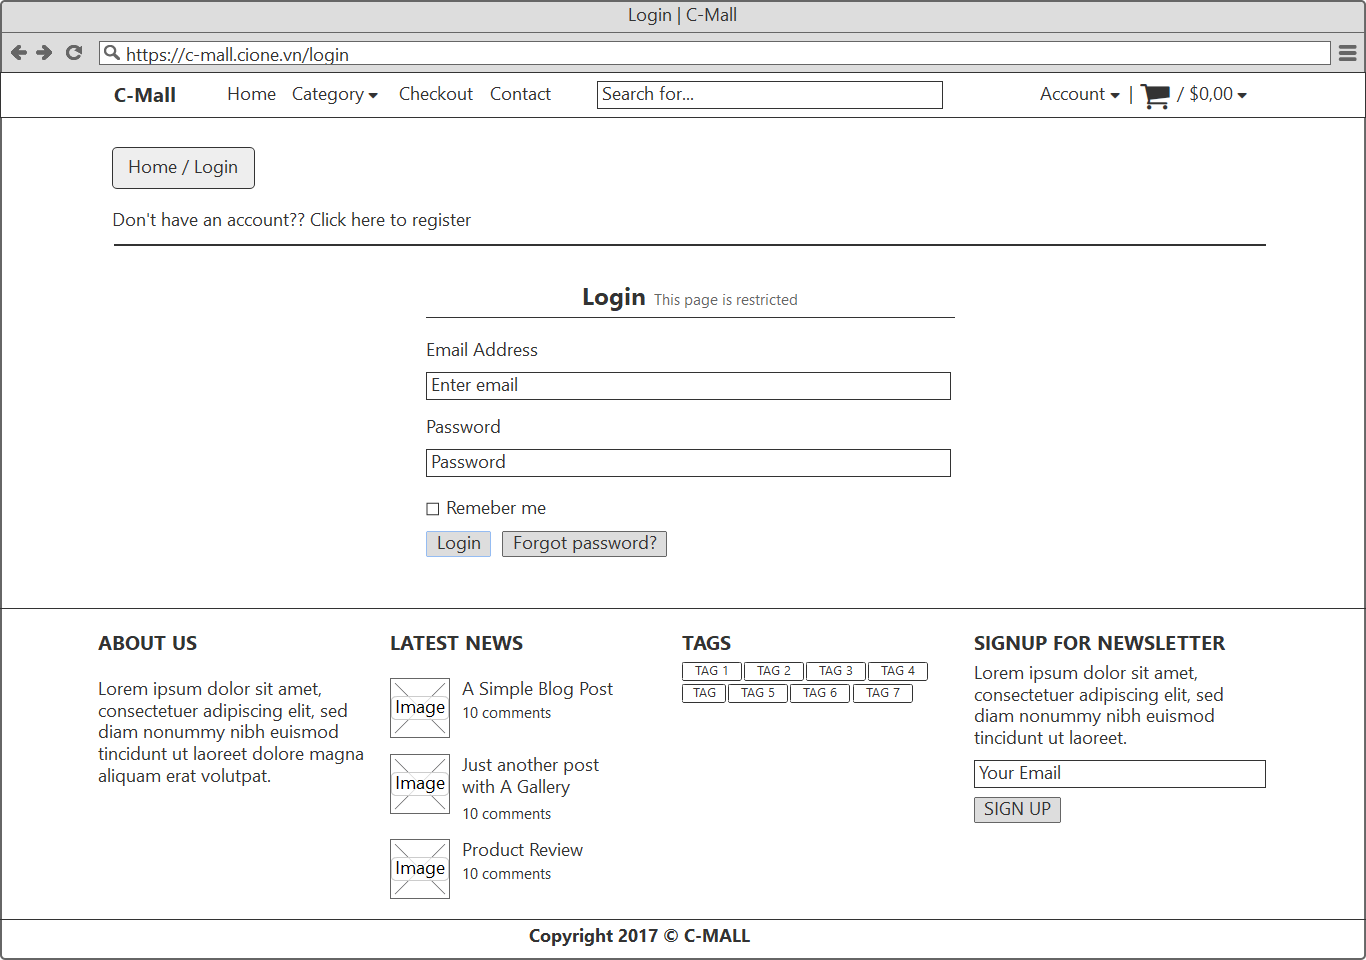 Login | C-Mall
https://c-mall.cione.vn/login
C-Mall Home Category Checkout Contact Search for... Account | / $0,00
Home / Login
Don't have an account?? Click here to register
Login This page is restricted
Email Address
Enter email
Password
Password
Remeber me
Login Forgot password?
ABOUT US
Lorem ipsum dolor sit amet,
consectetuer adipiscing elit, sed
diam nonummy nibh euismod
tincidunt ut laoreet dolore magna
aliquam erat volutpat.
LATEST NEWS
Image
A Simple Blog Post
10 comments
Image
Just another post
with A Gallery
10 comments
Image
Product Review
10 comments
TAGS
TAG 1 TAG 2 TAG 3 TAG 4
TAG TAG 5 TAG 6 TAG 7
SIGNUP FOR NEWSLETTER
Lorem ipsum dolor sit amet,
consectetuer adipiscing elit, sed
diam nonummy nibh euismod
tincidunt ut laoreet.
Your Email
SIGN UP
Copyright 2017 © C-MALL